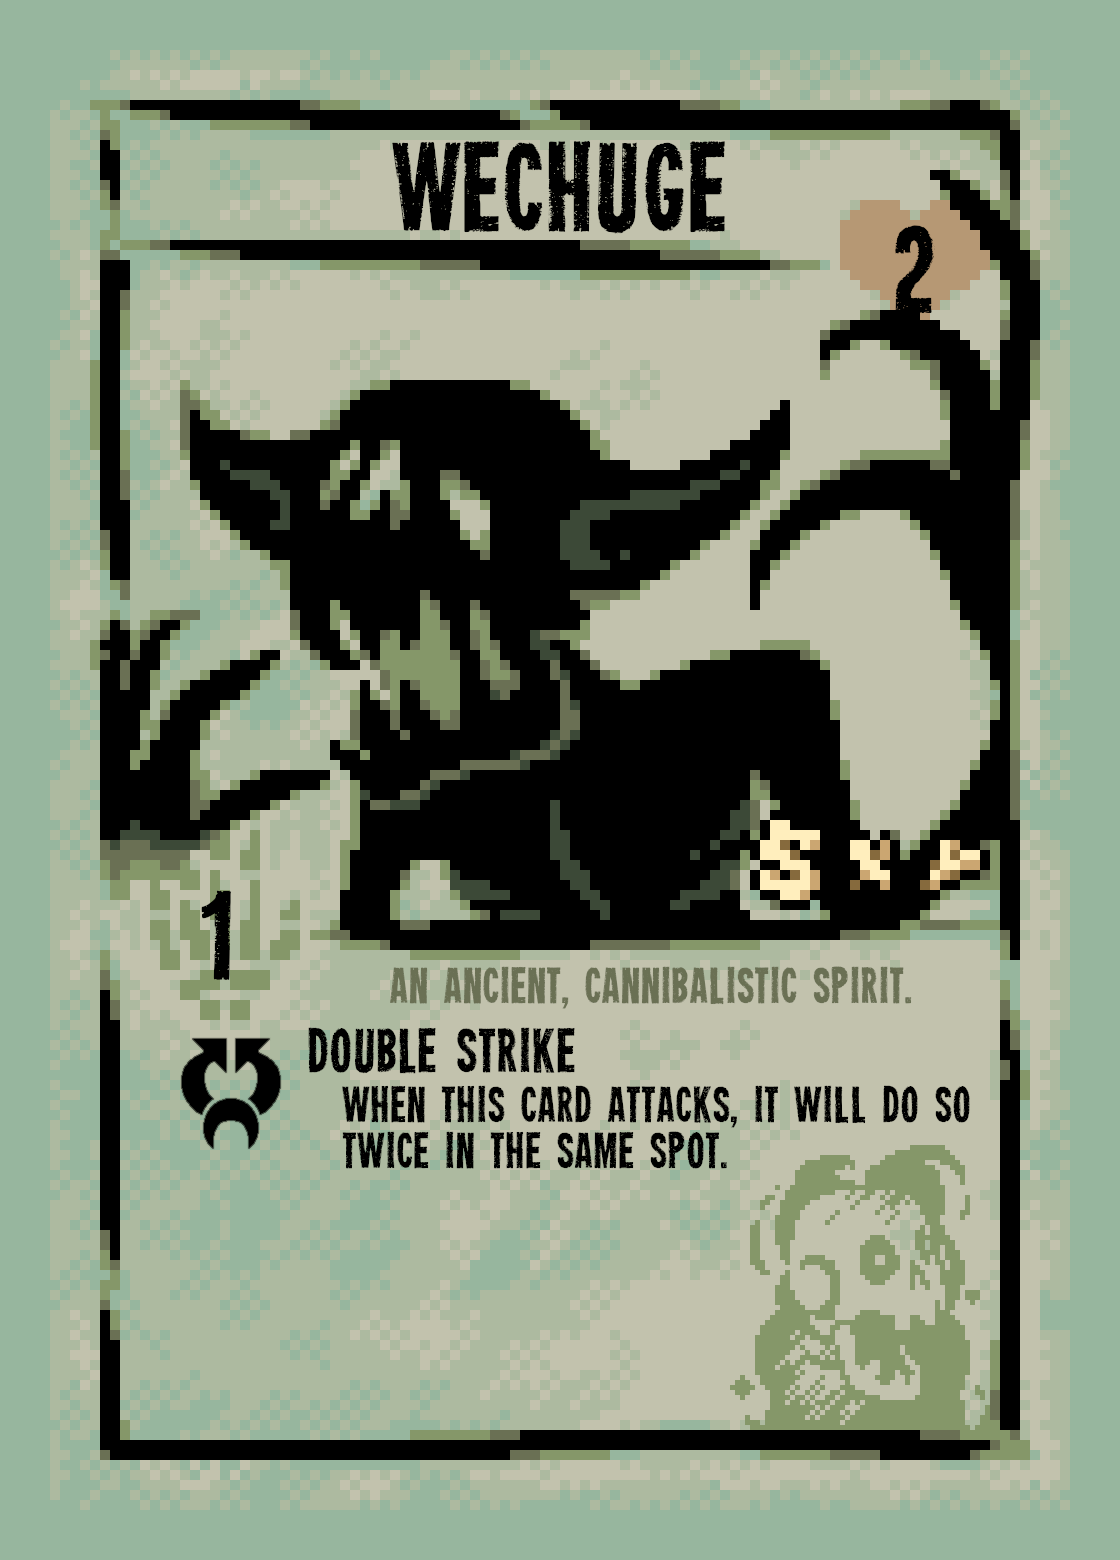 WECHUGE
2
1
AN ANCIENT, CANNIBALISTIC SPIRIT.
DOUBLE STRIKE
WHEN THIS CARD ATTACKS, IT WILL DO SO
TWICE IN THE SAME SPOT.